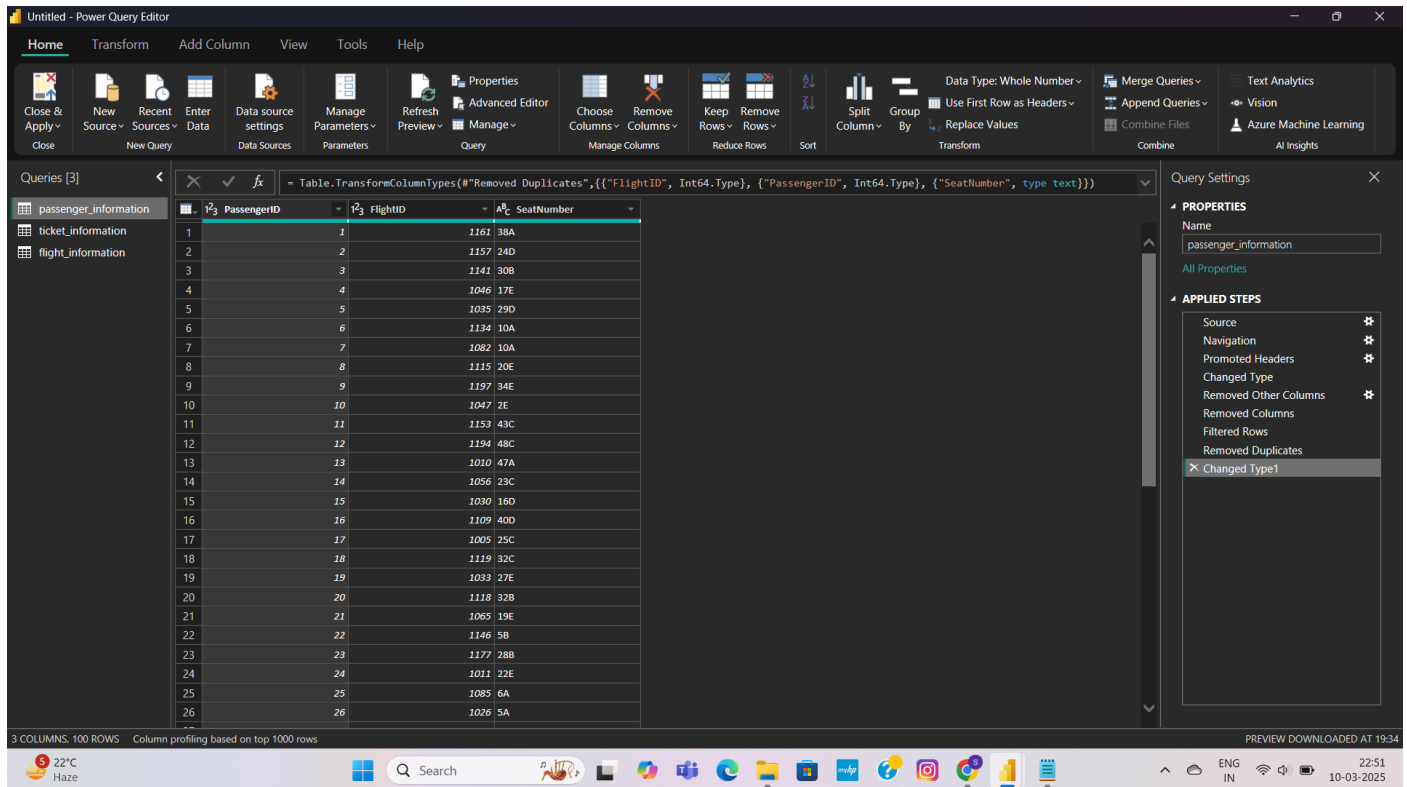 Untitled - Power Query Editor
Home Transform Add Column View Tools Help
Close & Apply
New Source
Recent Sources
Enter Data
Data source settings
Manage Parameters
Refresh Preview
Properties
Advanced Editor
Manage
Choose Columns
Remove Columns
Keep Rows
Remove Rows
Split Column
Group By
Data Type: Whole Number
Use First Row as Headers
Replace Values
Merge Queries
Append Queries
Combine Files
Text Analytics
Vision
Azure Machine Learning
Close New Query Data Sources Parameters Query Manage Columns Reduce Rows Sort Transform Combine AI Insights
Queries [3]
passenger_information
ticket_information
flight_information
fx = Table.TransformColumnTypes(#"Removed Duplicates",{{"FlightID", Int64.Type}, {"PassengerID", Int64.Type}, {"SeatNumber", type text}})
123 PassengerID 123 FlightID ABC SeatNumber
1 1 1161 38A
2 2 1157 24D
3 3 1141 30B
4 4 1046 17E
5 5 1035 29D
6 6 1134 10A
7 7 1082 10A
8 8 1115 20E
9 9 1197 34E
10 10 1047 2E
11 11 1153 43C
12 12 1194 48C
13 13 1010 47A
14 14 1056 23C
15 15 1030 16D
16 16 1109 40D
17 17 1005 25C
18 18 1119 32C
19 19 1033 27E
20 20 1118 32B
21 21 1065 19E
22 22 1146 5B
23 23 1177 28B
24 24 1011 22E
25 25 1085 6A
26 26 1026 5A
Query Settings
PROPERTIES
Name
passenger_information
All Properties
APPLIED STEPS
Source
Navigation
Promoted Headers
Changed Type
Removed Other Columns
Removed Columns
Filtered Rows
Removed Duplicates
Changed Type1
3 COLUMNS, 100 ROWS Column profiling based on top 1000 rows
PREVIEW DOWNLOADED AT 19:34
5
22°C
Haze
Search
myhp
S
ENG
IN
22:51
10-03-2025